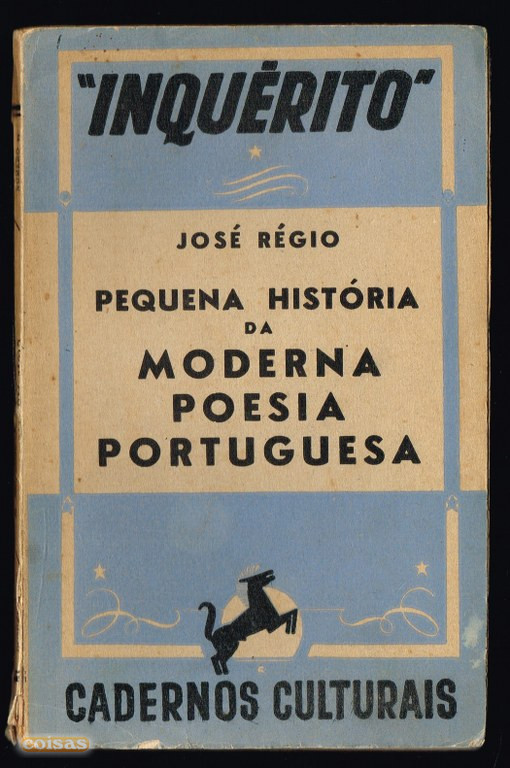 "INQUÉRITO"
JOSÉ RÉGIO
PEQUENA HISTÓRIA
DA
MODERNA
POESIA
PORTUGUESA
CADERNOS CULTURAIS
coisas